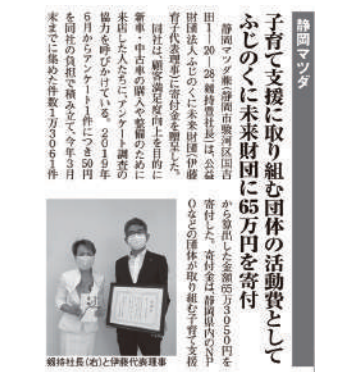 静岡マツダ
子育て支援に取り組む団体の活動費として
ふじのくに未来財団に65万円を寄付
静岡マツダ㈱(静岡市駿河区国吉
田1―20―28、剱持豊社長)は、公益
財団法人ふじのくに未来財団(伊藤
育子代表理事)に寄付金を贈呈した。
同社は、顧客満足度向上を目的に
新車・中古車の購入や整備のために
来店した人たちに、アンケート調査の
協力を呼びかけている。2019年
6月からアンケート1件につき50円
を同社の負担で積み立て、今年3月
末までに集めた件数1万3061件
から算出した金額65万3050円を
寄付した。寄付金は、静岡県内のNP
Oなどの団体が取り組む子育て支援
剱持社長(右)と伊藤代表理事